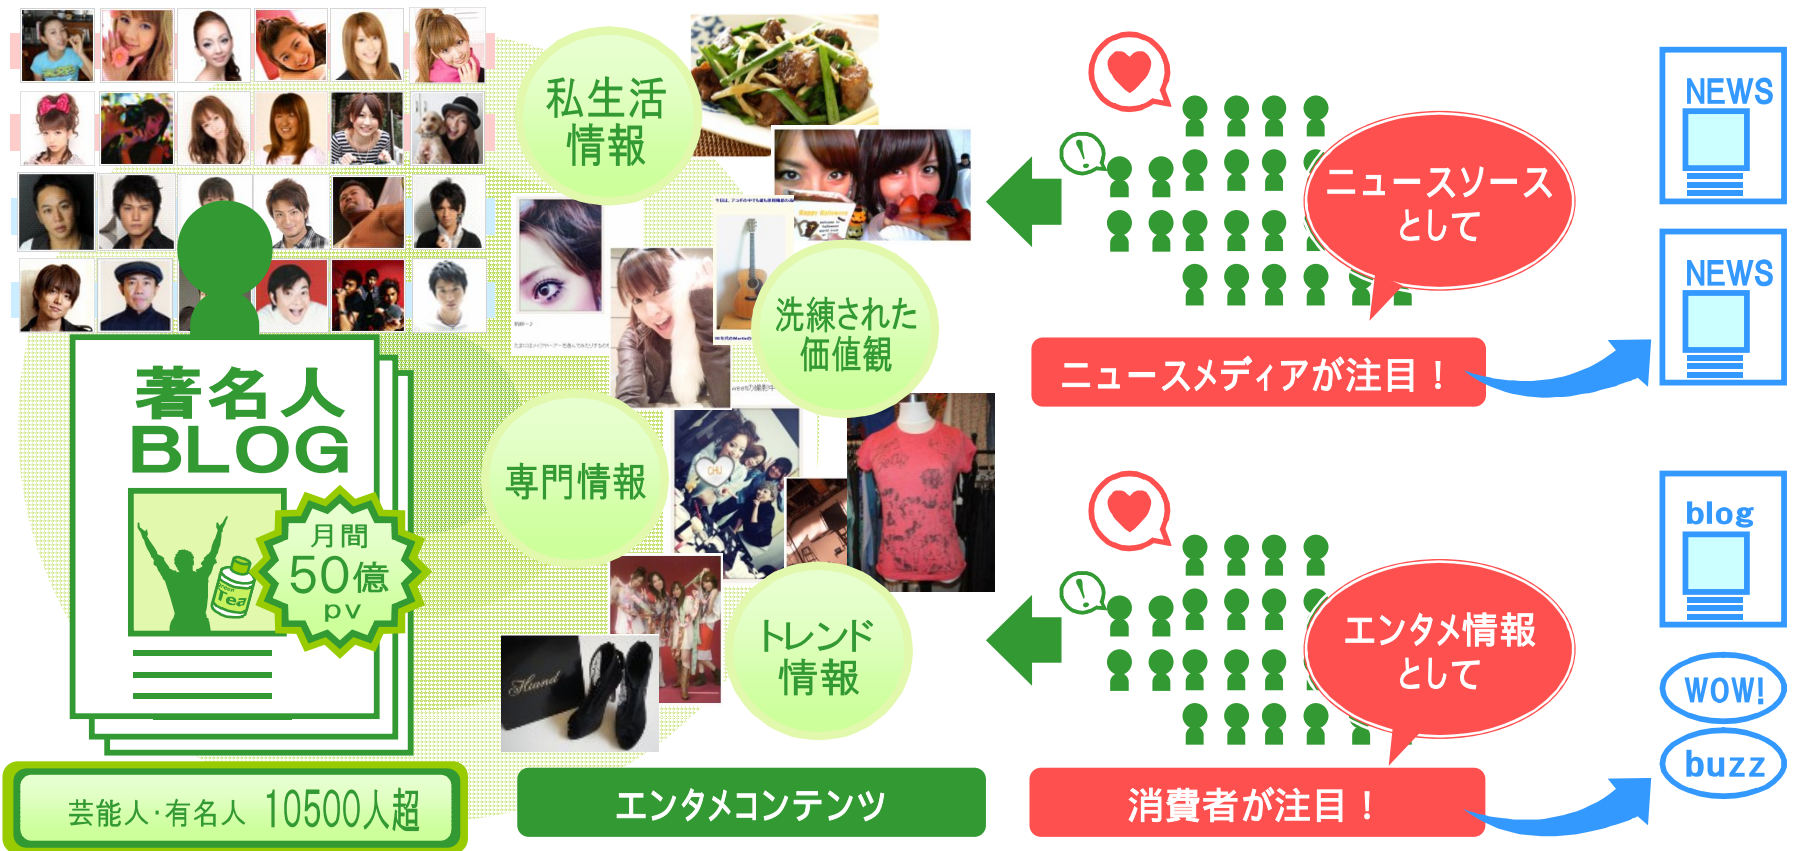 著名人
BLOG
月間
50億
pv
Tea
芸能人・有名人 10500人超
私生活
情報
洗練された
価値観
専門情報
トレンド
情報
CHU
エンタメコンテンツ
ニュースソース
として
ニュースメディアが注目！
NEWS
NEWS
エンタメ情報
として
消費者が注目！
blog
WOW!
buzz